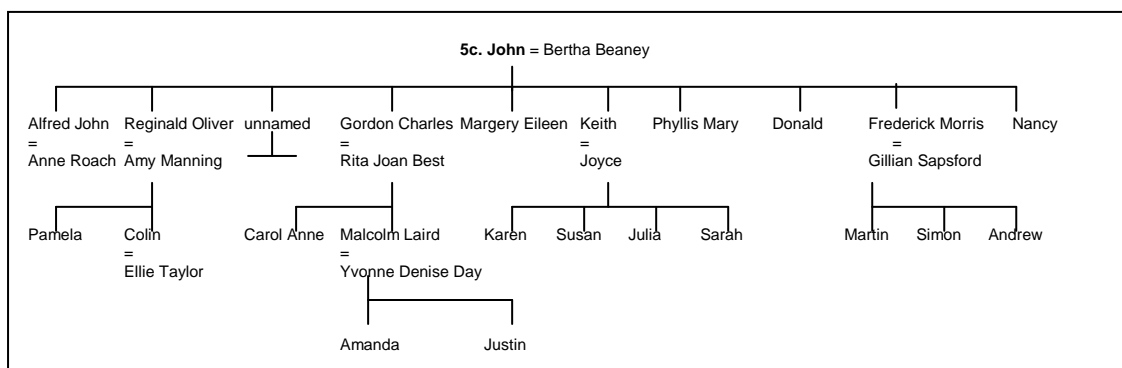 5c. John = Bertha Beaney
Alfred John Reginald Oliver unnamed Gordon Charles Margery Eileen Keith Phyllis Mary Donald Frederick Morris Nancy
= = = = =
Anne Roach Amy Manning Rita Joan Best Joyce Gillian Sapsford
Pamela Colin Carol Anne Malcolm Laird Karen Susan Julia Sarah Martin Simon Andrew
= =
Ellie Taylor Yvonne Denise Day
Amanda Justin